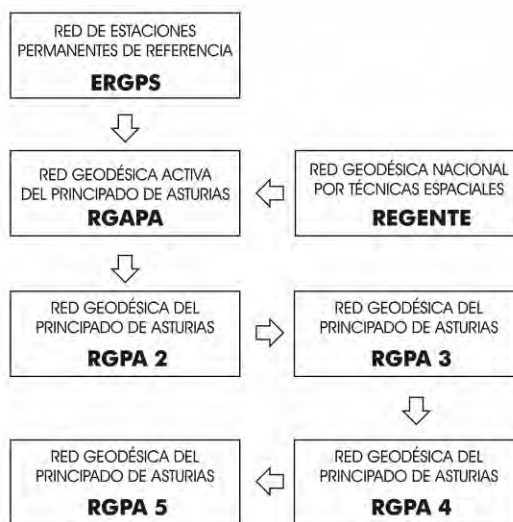 RED DE ESTACIONES
PERMANENTES DE REFERENCIA
ERGPS
RED GEODÉSICA ACTIVA
DEL PRINCIPADO DE ASTURIAS
RGAPA
RED GEODÉSICA NACIONAL
POR TÉCNICAS ESPACIALES
REGENTE
RED GEODÉSICA DEL
PRINCIPADO DE ASTURIAS
RGPA 2
RED GEODÉSICA DEL
PRINCIPADO DE ASTURIAS
RGPA 3
RED GEODÉSICA DEL
PRINCIPADO DE ASTURIAS
RGPA 5
RED GEODÉSICA DEL
PRINCIPADO DE ASTURIAS
RGPA 4